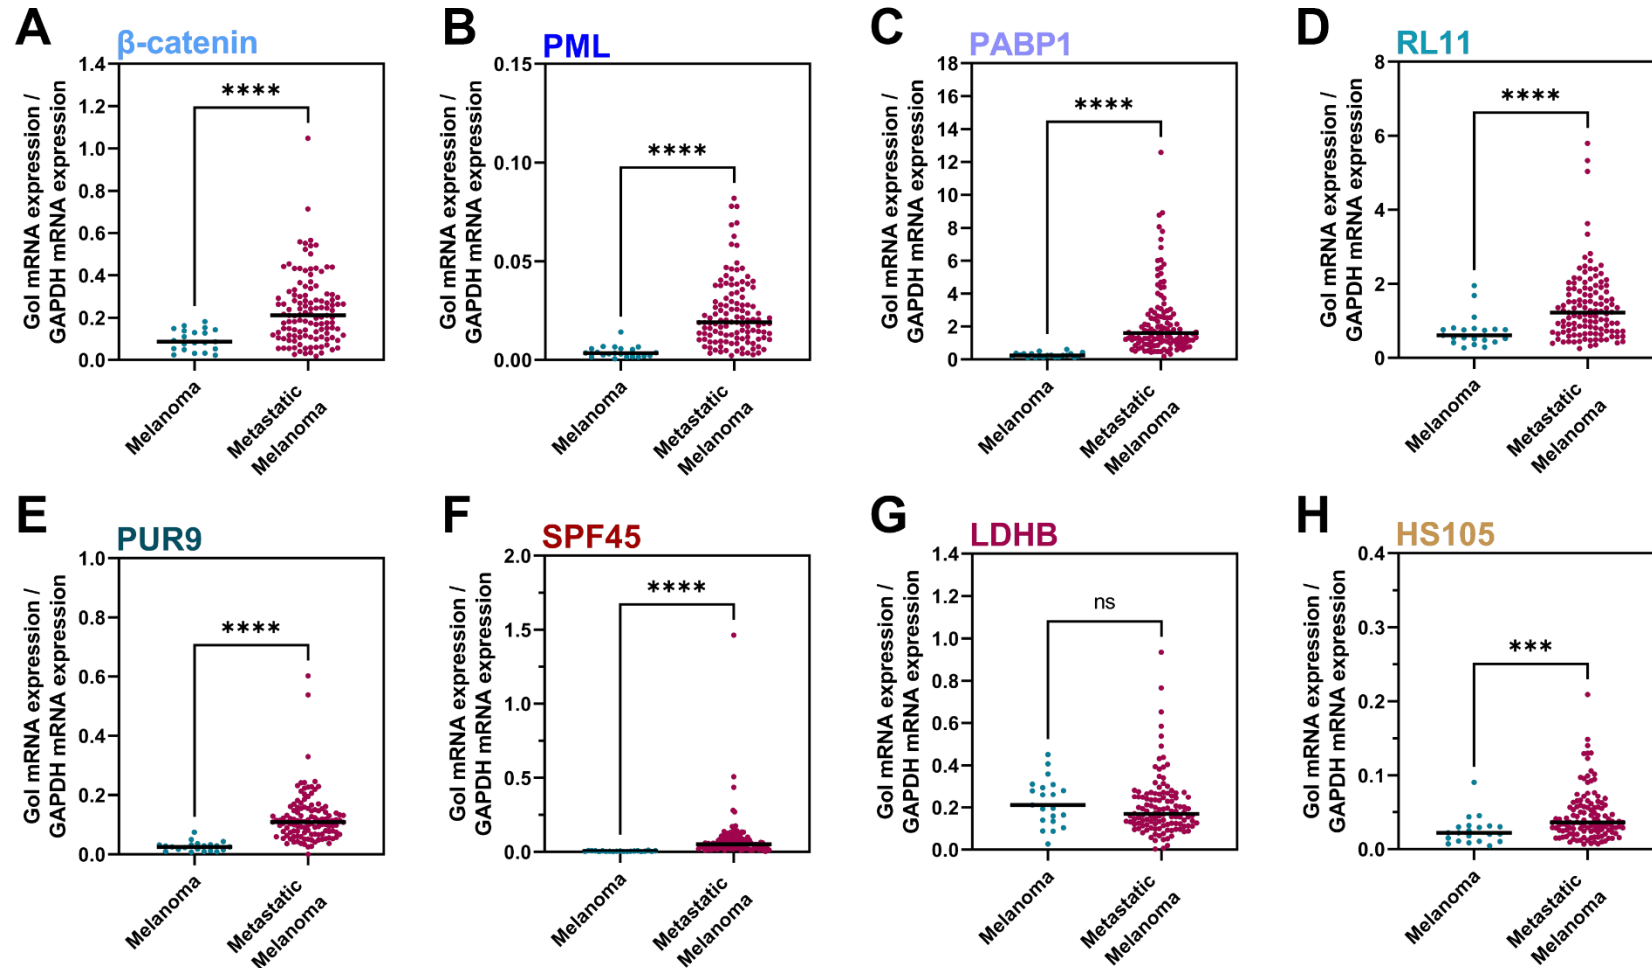 A
β-catenin
GoI mRNA expression /
GAPDH mRNA expression
1.4
1.2
1.0
0.8
0.6
0.4
0.2
0.0
****
Melanoma
Metastatic
Melanoma
B
PML
GoI mRNA expression /
GAPDH mRNA expression
0.15
0.10
0.05
0.00
****
Melanoma
Metastatic
Melanoma
C
PABP1
GoI mRNA expression /
GAPDH mRNA expression
18
16
14
12
10
8
6
4
2
0
****
Melanoma
Metastatic
Melanoma
D
RL11
GoI mRNA expression /
GAPDH mRNA expression
8
6
4
2
0
****
Melanoma
Metastatic
Melanoma
E
PUR9
GoI mRNA expression /
GAPDH mRNA expression
1.0
0.8
0.6
0.4
0.2
0.0
****
Melanoma
Metastatic
Melanoma
F
SPF45
GoI mRNA expression /
GAPDH mRNA expression
2.0
1.5
1.0
0.5
0.0
****
Melanoma
Metastatic
Melanoma
G
LDHB
GoI mRNA expression /
GAPDH mRNA expression
1.4
1.2
1.0
0.8
0.6
0.4
0.2
0.0
ns
Melanoma
Metastatic
Melanoma
H
HS105
GoI mRNA expression /
GAPDH mRNA expression
0.4
0.3
0.2
0.1
0.0
***
Melanoma
Metastatic
Melanoma